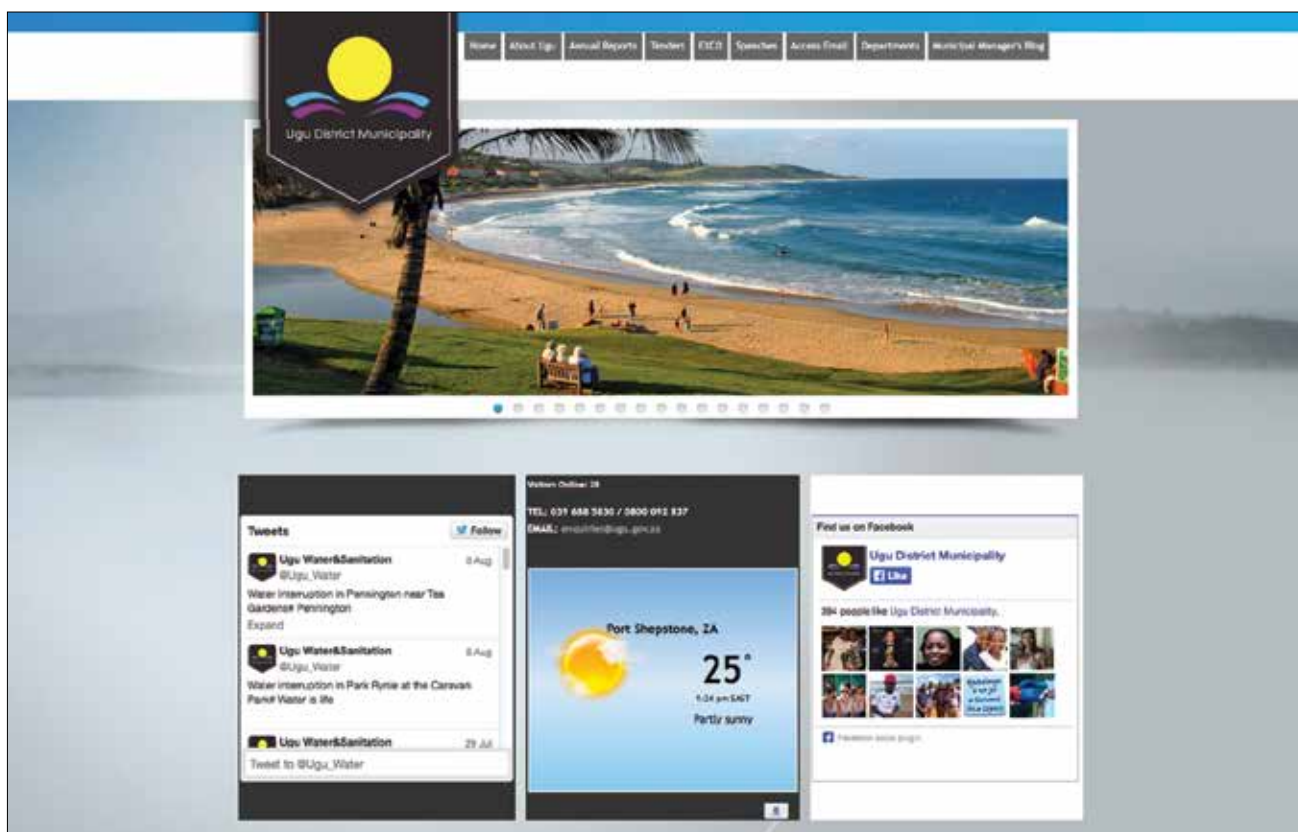 Home About Ugu Annual Reports Tenders EXCO Speeches Access Email Departments Municipal Manager's Blog
Ugu District Municipality
Tweets
Follow
Ugu Water&Sanitation 8 Aug
@Ugu_Water
Water interruption in Pennington near Tea
Gardens# Pennington
Expand
Ugu Water&Sanitation 8 Aug
@Ugu_Water
Water interruption in Park Rynie at the Caravan
Park# Water is life
Ugu Water&Sanitation 29 Jul
Tweet to @Ugu_Water
Visitors Online: 28
TEL: 039 688 5830 / 0800 092 837
EMAIL:
Port Shepstone, ZA
25°
SAST
Partly sunny
Find us on Facebook
Ugu District Municipality
Like
394 people like Ugu District Municipality.
Facebook social plugin